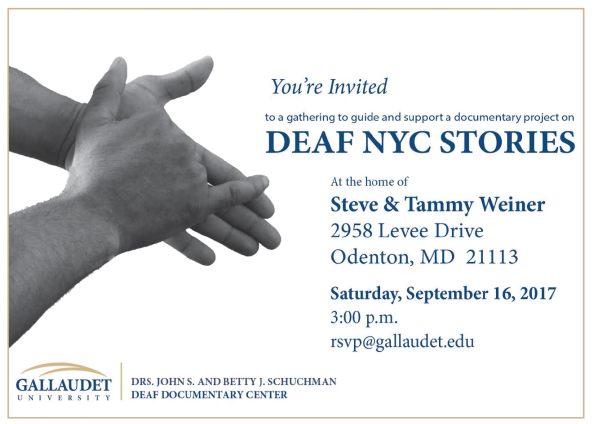 You're Invited
to a gathering to guide and support a documentary project on
DEAF NYC STORIES
At the home of
Steve & Tammy Weiner
2958 Levee Drive
Odenton, MD 21113
Saturday, September 16, 2017
3:00 p.m.
rsvp@gallaudet.edu
GALLAUDET
UNIVERSITY
DRS. JOHN S. AND BETTY J. SCHUCHMAN
DEAF DOCUMENTARY CENTER